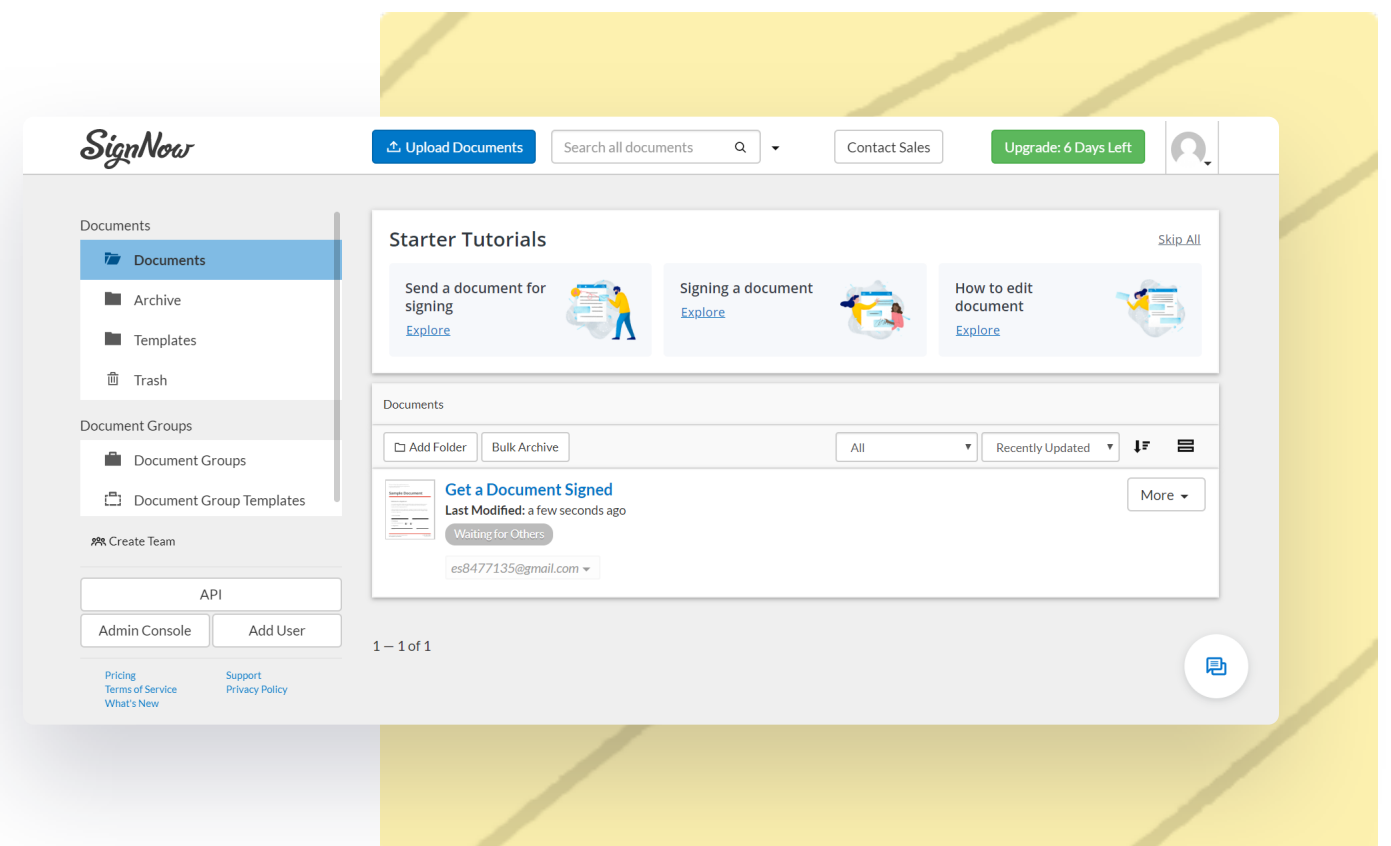 SignNow
Upload Documents
Search all documents
Contact Sales
Upgrade: 6 Days Left
Documents
Documents
Archive
Templates
Trash
Document Groups
Document Groups
Document Group Templates
Create Team
API
Admin Console
Add User
Pricing
Support
Terms of Service
Privacy Policy
What's New
Starter Tutorials
Skip All
Send a document for
signing
Explore
Signing a document
Explore
How to edit
document
Explore
Documents
Add Folder
Bulk Archive
All
Recently Updated
Sample Document
Get a Document Signed
Last Modified: a few seconds ago
Waiting for Others
es8477135@gmail.com
More
1 — 1 of 1